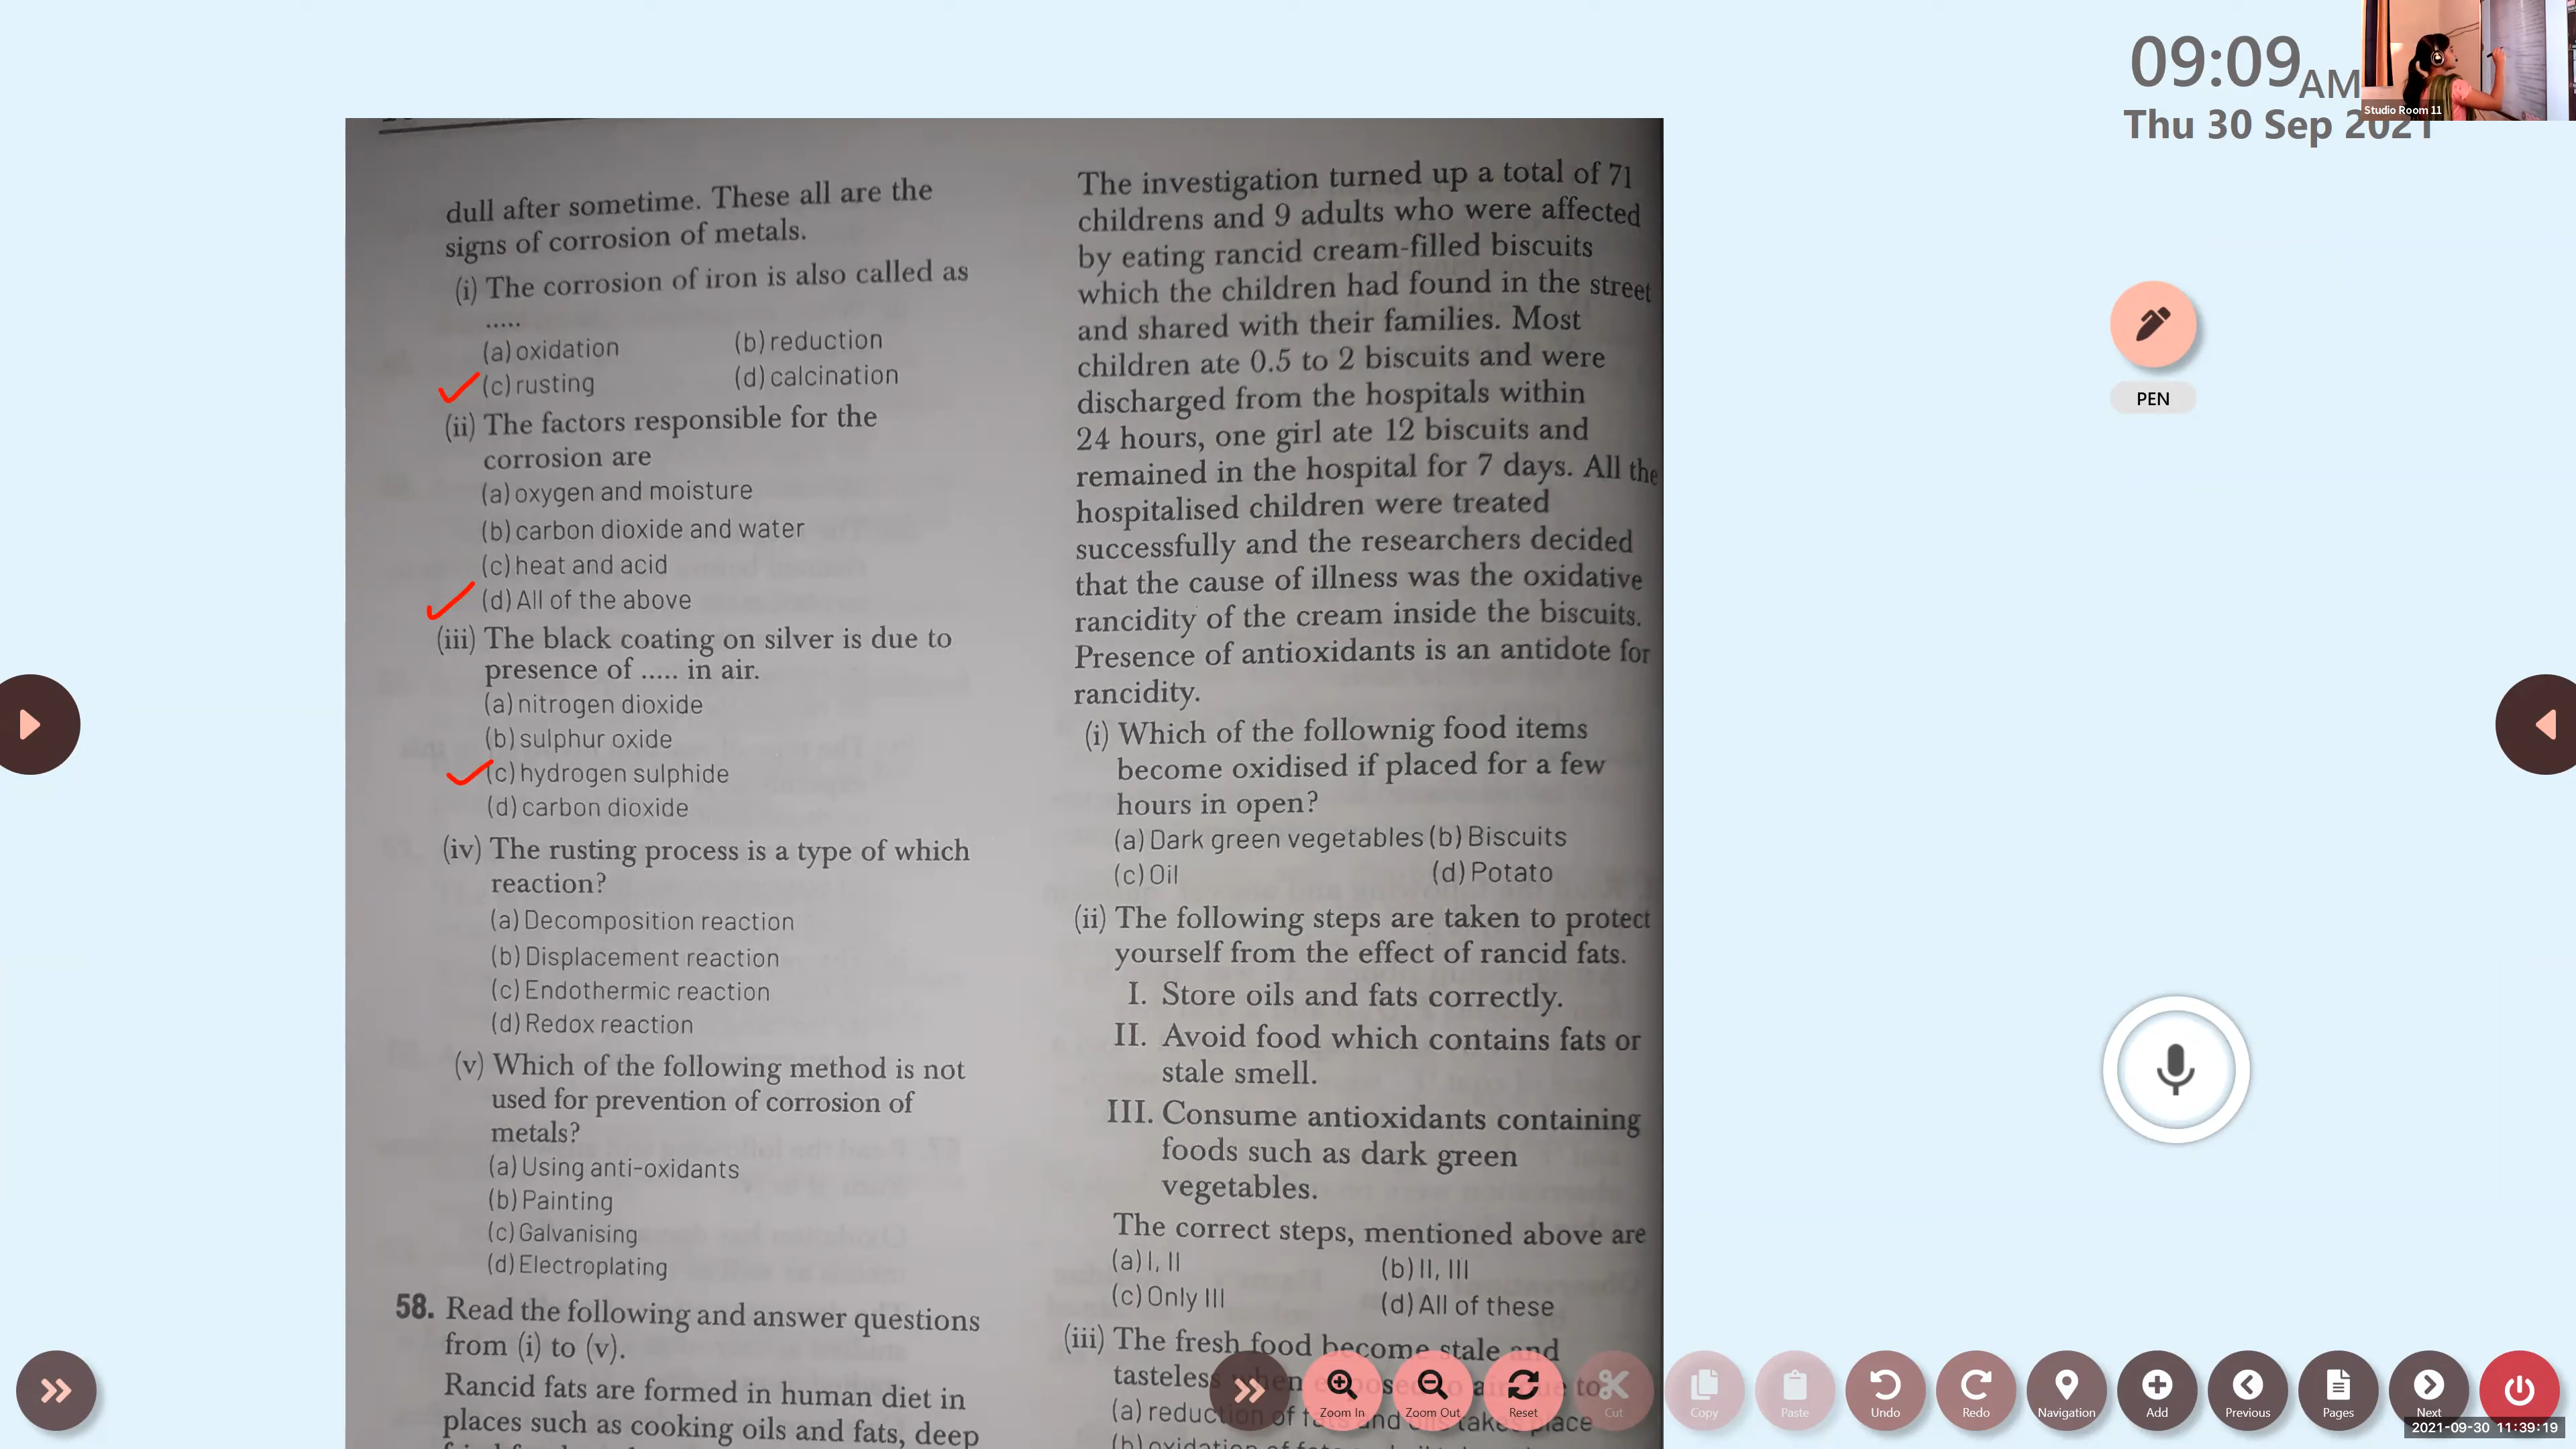 09:09 AM
Thu 30 Sep 2021
Studio Room 11
dull after sometime. These all are the
signs of corrosion of metals.
(i) The corrosion of iron is also called as
.....
(a) oxidation (b) reduction
(c) rusting (d) calcination
(ii) The factors responsible for the
corrosion are
(a) oxygen and moisture
(b) carbon dioxide and water
(c) heat and acid
(d) All of the above
(iii) The black coating on silver is due to
presence of ..... in air.
(a) nitrogen dioxide
(b) sulphur oxide
(c) hydrogen sulphide
(d) carbon dioxide
(iv) The rusting process is a type of which
reaction?
(a) Decomposition reaction
(b) Displacement reaction
(c) Endothermic reaction
(d) Redox reaction
(v) Which of the following method is not
used for prevention of corrosion of
metals?
(a) Using anti-oxidants
(b) Painting
(c) Galvanising
(d) Electroplating
58. Read the following and answer questions
from (i) to (v).
Rancid fats are formed in human diet in
places such as cooking oils and fats, deep
The investigation turned up a total of 71
childrens and 9 adults who were affected
by eating rancid cream-filled biscuits
which the children had found in the street
and shared with their families. Most
children ate 0.5 to 2 biscuits and were
discharged from the hospitals within
24 hours, one girl ate 12 biscuits and
remained in the hospital for 7 days. All the
hospitalised children were treated
successfully and the researchers decided
that the cause of illness was the oxidative
rancidity of the cream inside the biscuits.
Presence of antioxidants is an antidote for
rancidity.
(i) Which of the follownig food items
become oxidised if placed for a few
hours in open?
(a) Dark green vegetables (b) Biscuits
(c) Oil (d) Potato
(ii) The following steps are taken to protect
yourself from the effect of rancid fats.
I. Store oils and fats correctly.
II. Avoid food which contains fats or
stale smell.
III. Consume antioxidants containing
foods such as dark green
vegetables.
The correct steps, mentioned above are
(a) I, II (b) II, III
(c) Only III (d) All of these
(iii) The fresh food become stale and
tasteless to
(a) of and takes place
PEN
Zoom In
Zoom Out
Reset
Cut
Copy
Paste
Undo
Redo
Navigation
Add
Previous
Pages
Next
2021-09-30 11:39:19